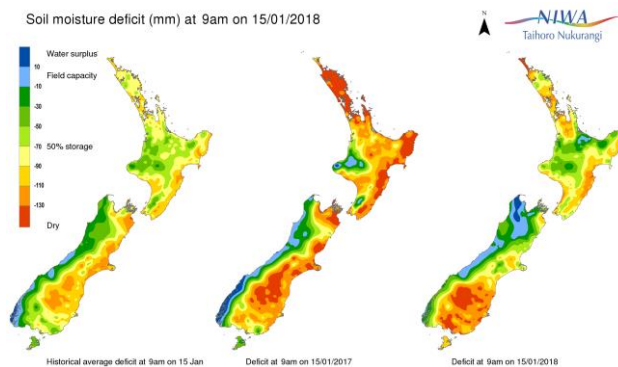 Soil moisture deficit (mm) at 9am on 15/01/2018
N
NIWA
Taihoro Nukurangi
Water surplus
10
Field capacity
-10
-30
-50
50% storage
-70
-90
-110
-130
Dry
Historical average deficit at 9am on 15 Jan
Deficit at 9am on 15/01/2017
Deficit at 9am on 15/01/2018